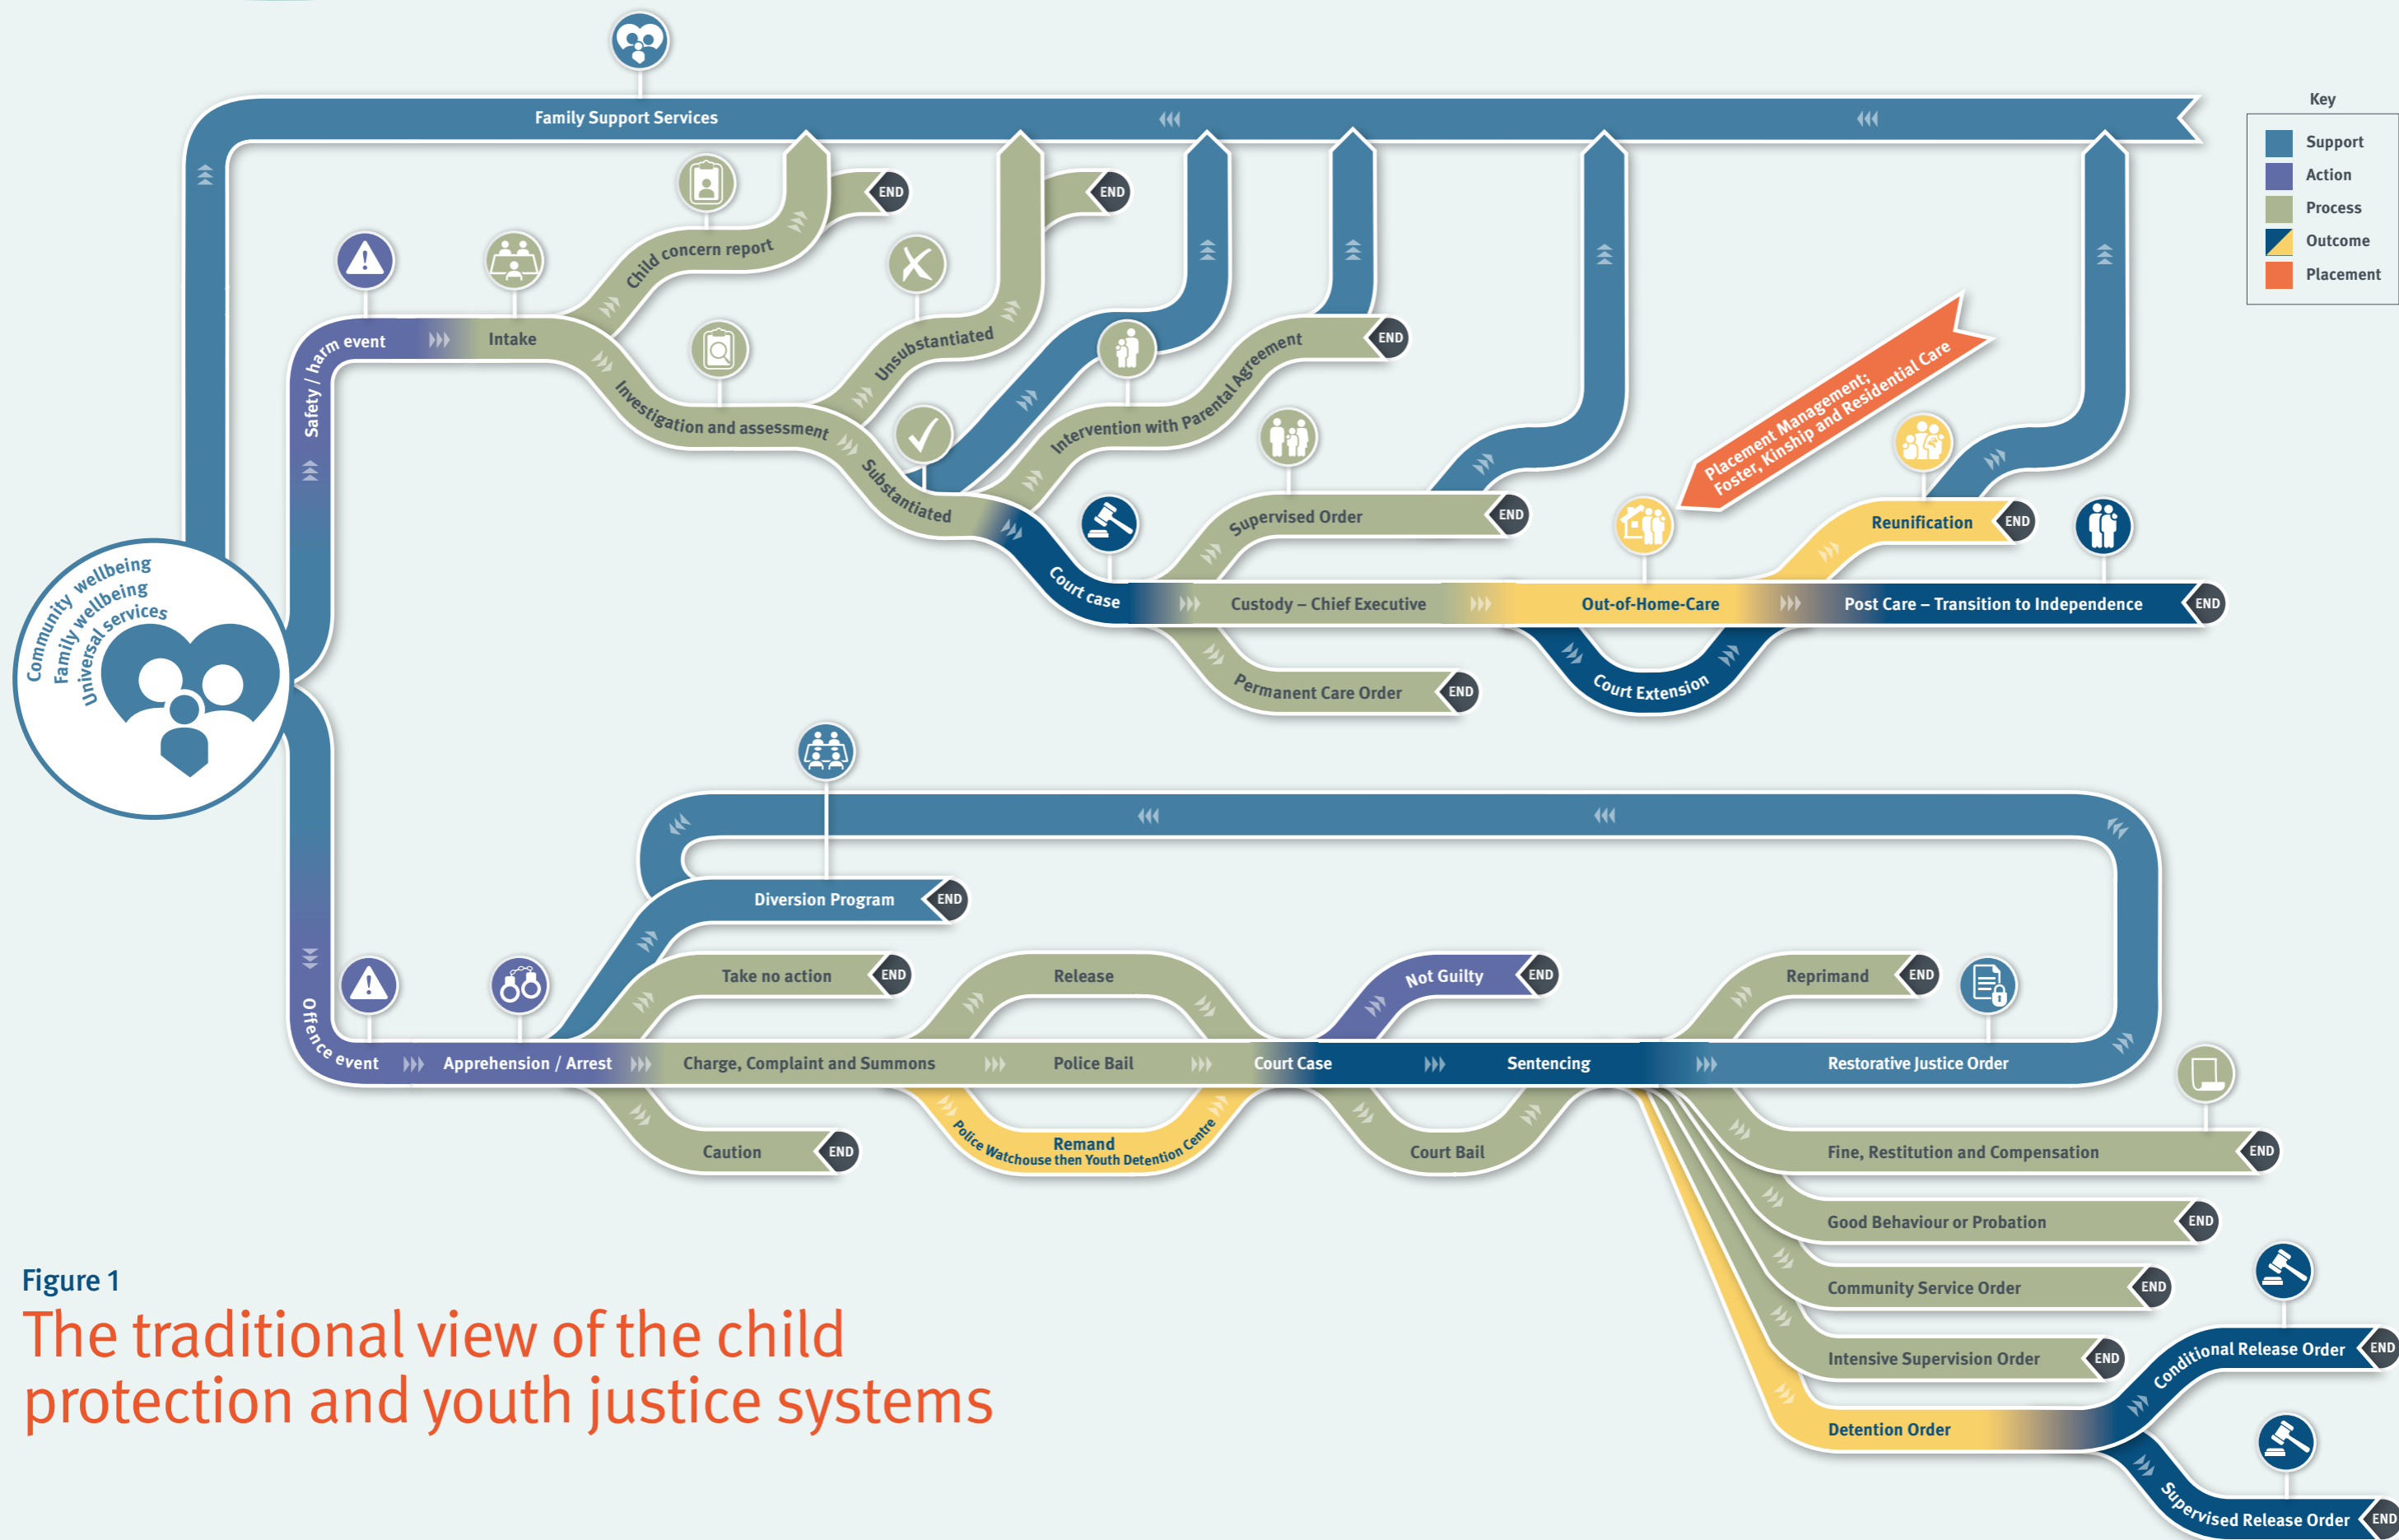 Family Support Services
Key
Support
Action
Process
Outcome
Placement
END
END
Child concern report
Safety / harm event
Intake
Unsubstantiated
Investigation and assessment
Intervention with Parental Agreement
END
Placement Management;
Foster, Kinship and Residential Care
Substantiated
Supervised Order
END
Reunification
END
Court case
Custody – Chief Executive
Out-of-Home-Care
Post Care – Transition to Independence
END
Permanent Care Order
END
Court Extension
Community wellbeing
Family wellbeing
Universal services
Diversion Program
END
Take no action
END
Release
Not Guilty
END
Reprimand
END
Offence event
Apprehension / Arrest
Charge, Complaint and Summons
Police Bail
Court Case
Sentencing
Restorative Justice Order
Caution
END
Remand
Police Watchouse then Youth Detention Centre
Court Bail
Fine, Restitution and Compensation
END
Good Behaviour or Probation
END
Community Service Order
END
Intensive Supervision Order
END
Conditional Release Order
END
Detention Order
Supervised Release Order
END
Figure 1
The traditional view of the child
protection and youth justice systems